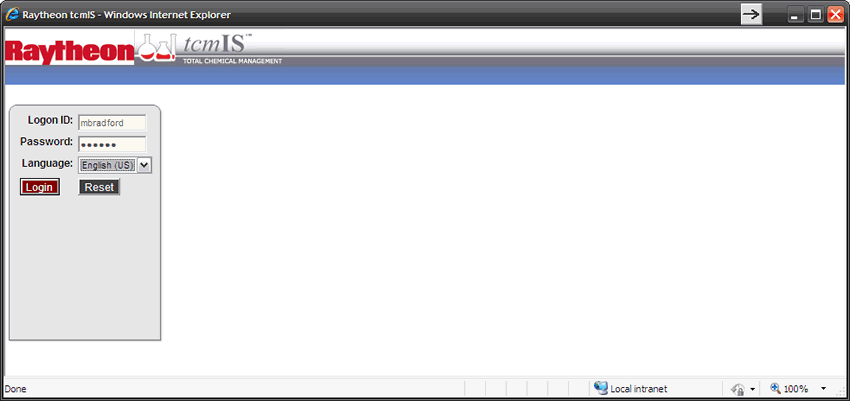 Raytheon tcmIS - Windows Internet Explorer
Raytheon tcmIS™
TOTAL CHEMICAL MANAGEMENT
Logon ID: mbradford
Password: ••••••
Language: English (US)
Login Reset
Done Local intranet 100%